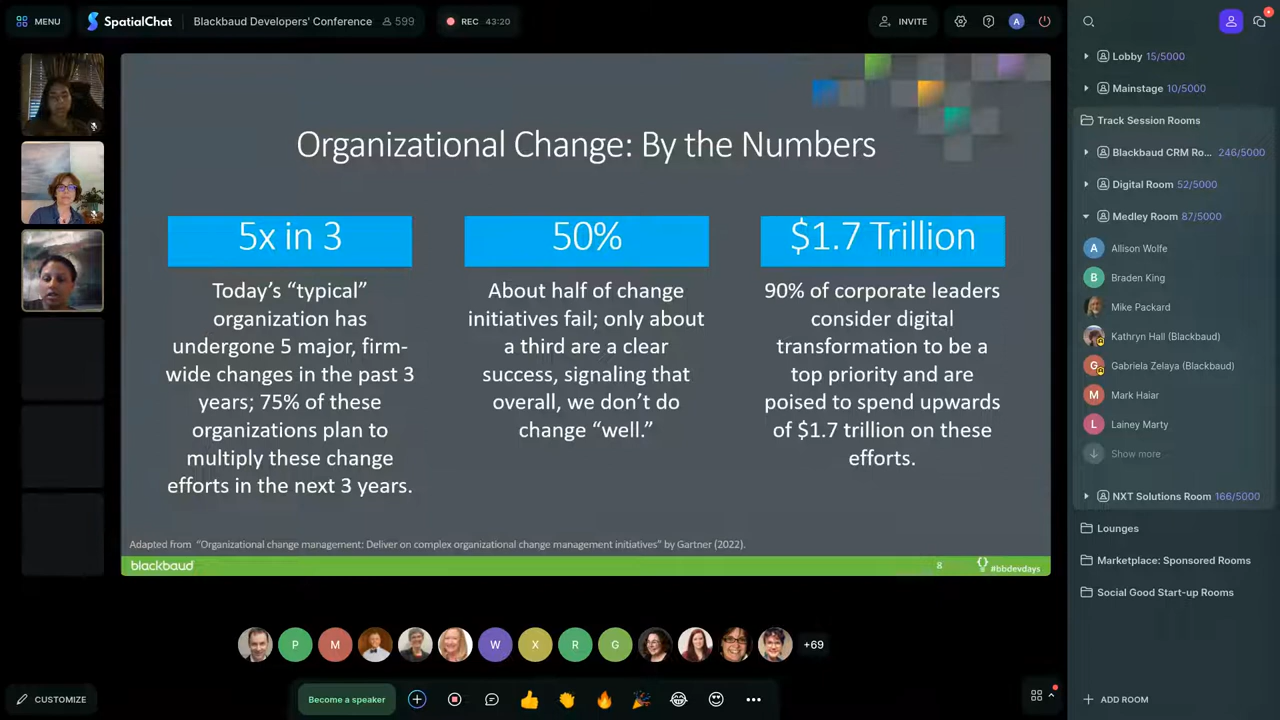 MENU
SpatialChat
Blackbaud Developers' Conference 599
REC 43:20
INVITE
A
Organizational Change: By the Numbers
5x in 3
Today's “typical”
organization has
undergone 5 major, firm-
wide changes in the past 3
years; 75% of these
organizations plan to
multiply these change
efforts in the next 3 years.
50%
About half of change
initiatives fail; only about
a third are a clear
success, signaling that
overall, we don't do
change “well.”
$1.7 Trillion
90% of corporate leaders
consider digital
transformation to be a
top priority and are
poised to spend upwards
of $1.7 trillion on these
efforts.
Adapted from “Organizational change management: Deliver on complex organizational change management initiatives” by Gartner (2022).
blackbaud
8
#bbdevdays
P M W X R G +69
CUSTOMIZE
Become a speaker
Lobby 15/5000
Mainstage 10/5000
Track Session Rooms
Blackbaud CRM Ro... 246/5000
Digital Room 52/5000
Medley Room 87/5000
A Allison Wolfe
B Braden King
Mike Packard
Kathryn Hall (Blackbaud)
G Gabriela Zelaya (Blackbaud)
M Mark Haiar
L Lainey Marty
Show more
NXT Solutions Room 166/5000
Lounges
Marketplace: Sponsored Rooms
Social Good Start-up Rooms
ADD ROOM